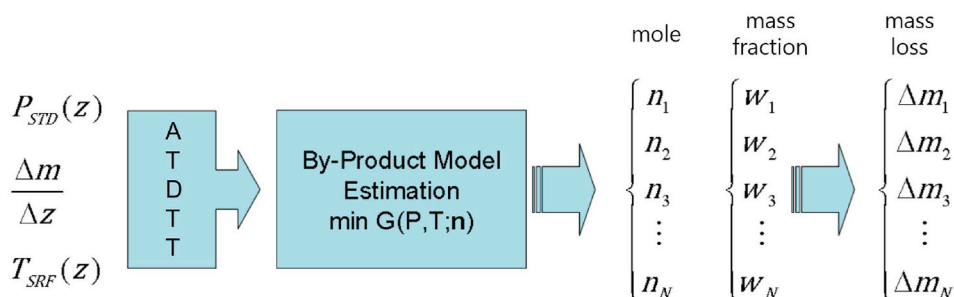 mole
mass
fraction
mass
loss
P_STD(z)
Δm
Δz
T_SRF(z)
A
T
D
T
T
By-Product Model
Estimation
min G(P,T;n)
n_1
n_2
n_3
⋮
n_N
w_1
w_2
w_3
⋮
w_N
Δm_1
Δm_2
Δm_3
⋮
Δm_N